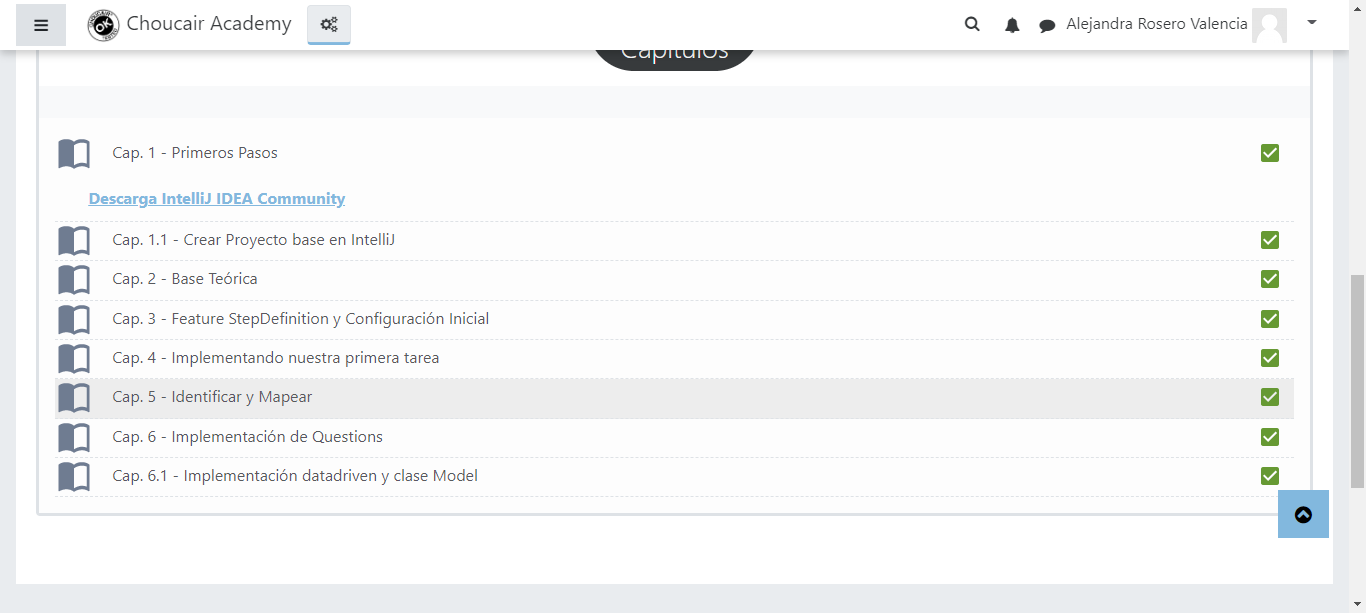 Choucair Academy
Alejandra Rosero Valencia
Capítulos
Cap. 1 - Primeros Pasos
Descarga IntelliJ IDEA Community
Cap. 1.1 - Crear Proyecto base en IntelliJ
Cap. 2 - Base Teórica
Cap. 3 - Feature StepDefinition y Configuración Inicial
Cap. 4 - Implementando nuestra primera tarea
Cap. 5 - Identificar y Mapear
Cap. 6 - Implementación de Questions
Cap. 6.1 - Implementación datadriven y clase Model